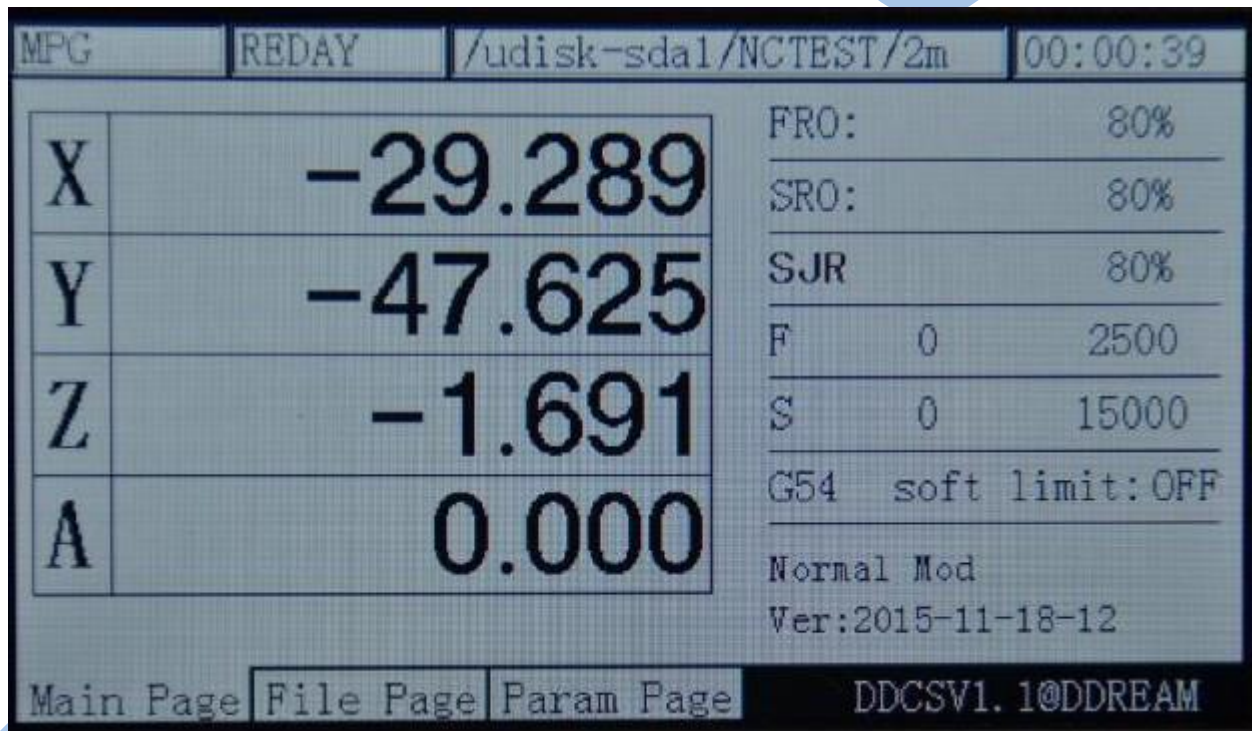 MPG REDAY /udisk-sda1/NCTEST/2m 00:00:39
X -29.289
Y -47.625
Z -1.691
A 0.000
FRO: 80%
SRO: 80%
SJR 80%
F 0 2500
S 0 15000
G54 soft limit:OFF
Normal Mod
Ver:2015-11-18-12
Main Page File Page Param Page DDCSV1.1@DDREAM